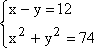 x − y = 12
x² + y² = 74